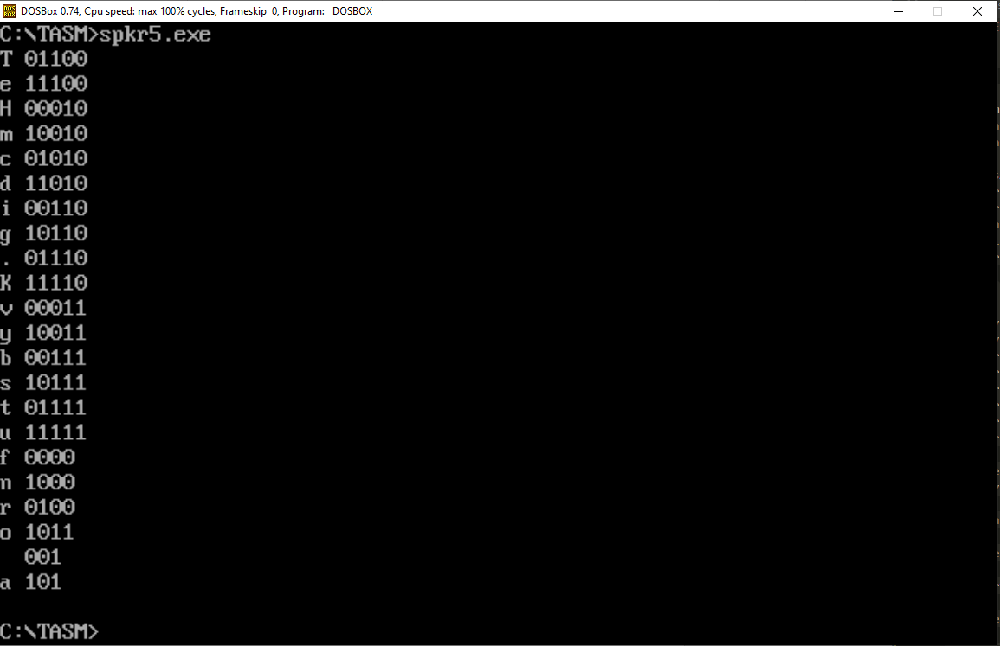 DOSBox 0.74, Cpu speed: max 100% cycles, Frameskip 0, Program: DOSBOX
C:\TASM>spkr5.exe
T 01100
e 11100
H 00010
m 10010
c 01010
d 11010
i 00110
g 10110
. 01110
K 11110
v 00011
y 10011
b 00111
s 10111
t 01111
u 11111
f 0000
n 1000
r 0100
o 1011
  001
a 101
C:\TASM>